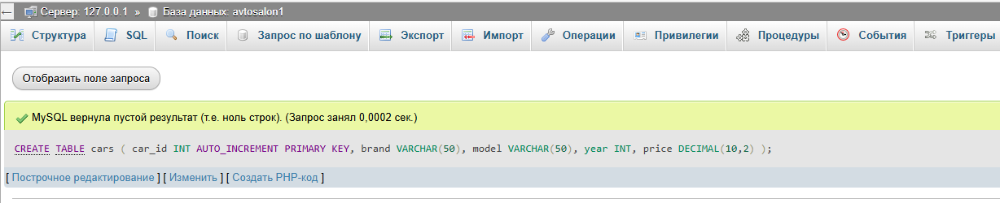 ← Сервер: 127.0.0.1 » База данных: avtosalon1
Структура SQL Поиск Запрос по шаблону Экспорт Импорт Операции Привилегии Процедуры События Триггеры
Отобразить поле запроса
MySQL вернула пустой результат (т.е. ноль строк). (Запрос занял 0,0002 сек.)
CREATE TABLE cars ( car_id INT AUTO_INCREMENT PRIMARY KEY, brand VARCHAR(50), model VARCHAR(50), year INT, price DECIMAL(10,2) );
[ Построчное редактирование ] [ Изменить ] [ Создать PHP-код ]